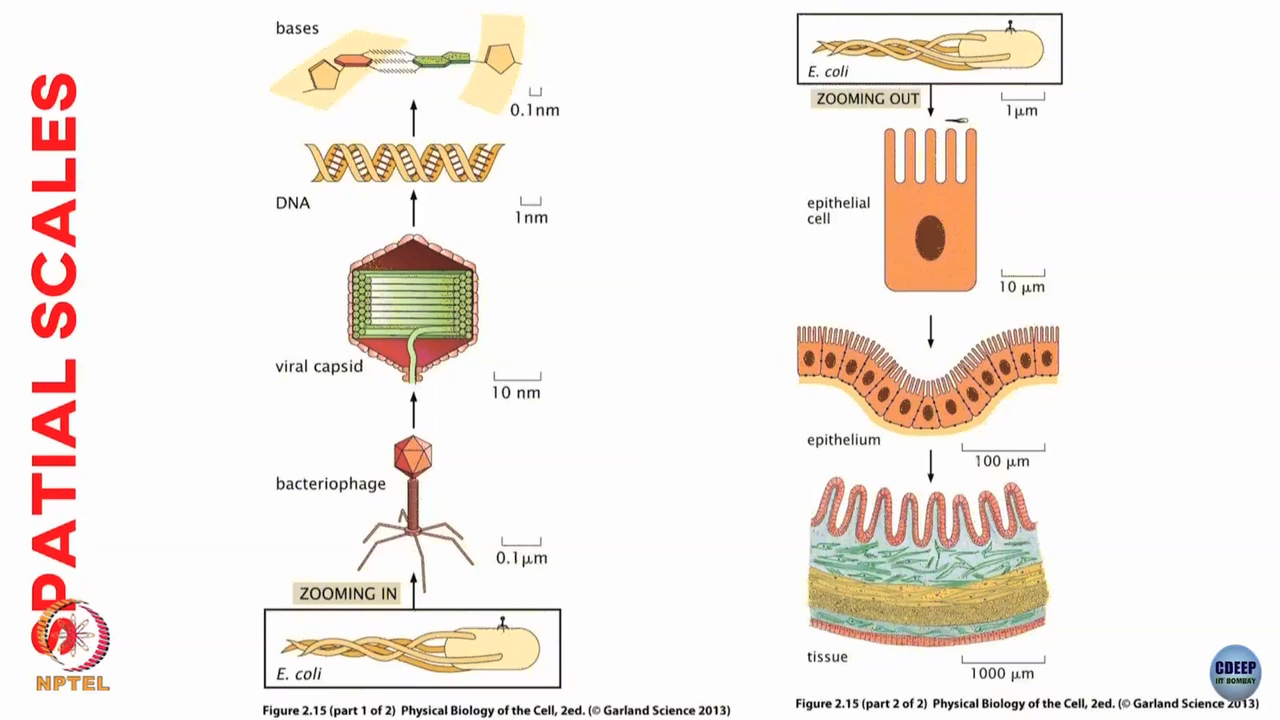 SPATIAL SCALES
bases
0.1nm
DNA
1nm
viral capsid
10 nm
bacteriophage
0.1μm
ZOOMING IN
E. coli
Figure 2.15 (part 1 of 2) Physical Biology of the Cell, 2ed. (© Garland Science 2013)
E. coli
ZOOMING OUT
1μm
epithelial
cell
10 μm
epithelium
100 μm
tissue
1000 μm
Figure 2.15 (part 2 of 2) Physical Biology of the Cell, 2ed. (© Garland Science 2013)
NPTEL
CDEEP
IIT BOMBAY